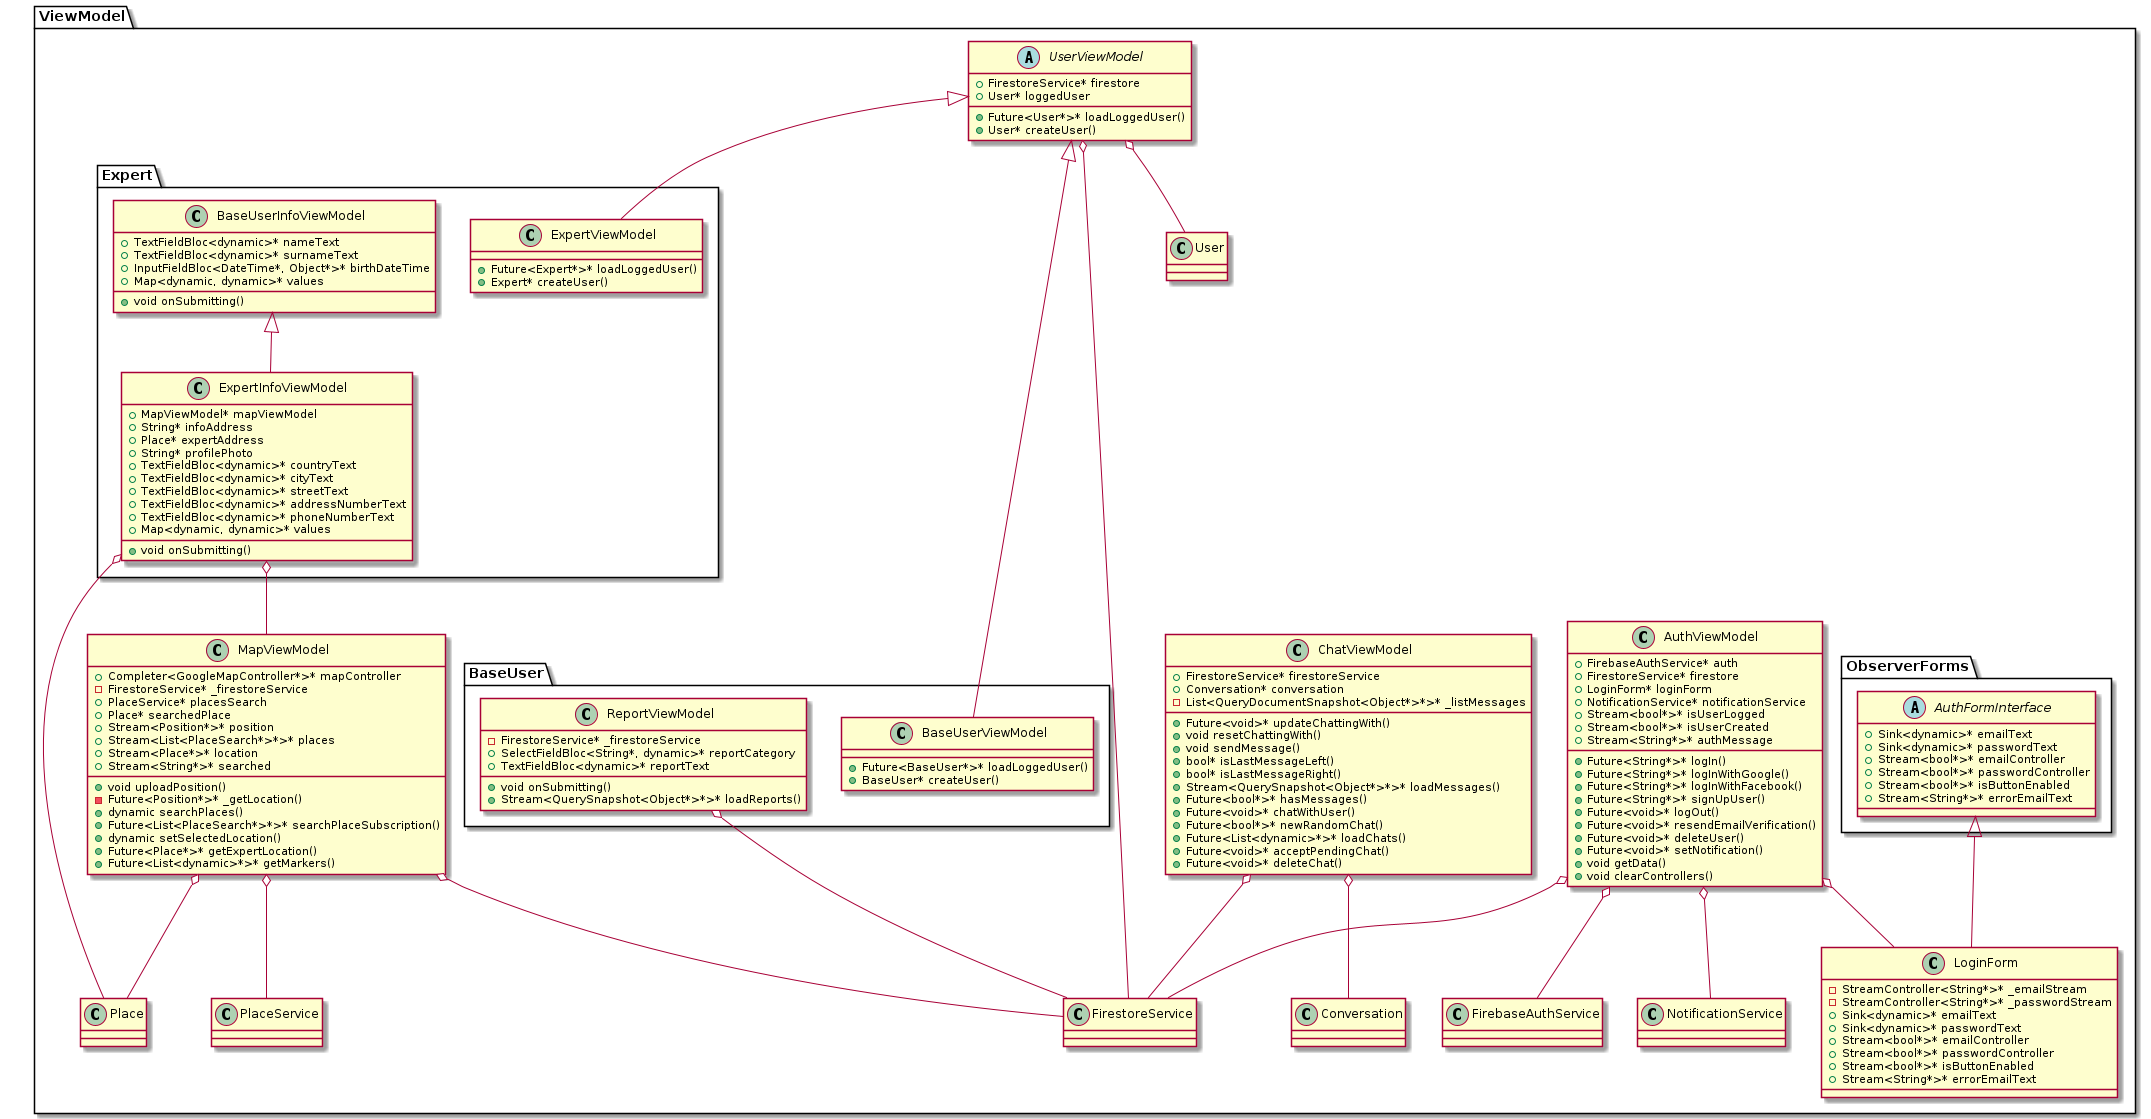 ViewModel
A UserViewModel
FirestoreService* firestore
User* loggedUser
Future<User*>* loadLoggedUser()
User* createUser()
Expert
C BaseUserInfoViewModel
TextFieldBloc<dynamic>* nameText
TextFieldBloc<dynamic>* surnameText
InputFieldBloc<DateTime*, Object*>* birthDateTime
Map<dynamic, dynamic>* values
void onSubmitting()
C ExpertViewModel
Future<Expert*>* loadLoggedUser()
Expert* createUser()
C User
C ExpertInfoViewModel
MapViewModel* mapViewModel
String* infoAddress
Place* expertAddress
String* profilePhoto
TextFieldBloc<dynamic>* countryText
TextFieldBloc<dynamic>* cityText
TextFieldBloc<dynamic>* streetText
TextFieldBloc<dynamic>* addressNumberText
TextFieldBloc<dynamic>* phoneNumberText
Map<dynamic, dynamic>* values
void onSubmitting()
C MapViewModel
Completer<GoogleMapController*>* mapController
FirestoreService* _firestoreService
PlaceService* placesSearch
Place* searchedPlace
Stream<Position*>* position
Stream<List<PlaceSearch*>*>* places
Stream<Place*>* location
Stream<String*>* searched
void uploadPosition()
Future<Position*>* _getLocation()
dynamic searchPlaces()
Future<List<PlaceSearch*>*>* searchPlaceSubscription()
dynamic setSelectedLocation()
Future<Place*>* getExpertLocation()
Future<List<dynamic>*>* getMarkers()
BaseUser
C ReportViewModel
FirestoreService* _firestoreService
SelectFieldBloc<String*, dynamic>* reportCategory
TextFieldBloc<dynamic>* reportText
void onSubmitting()
Stream<QuerySnapshot<Object*>*>* loadReports()
C BaseUserViewModel
Future<BaseUser*>* loadLoggedUser()
BaseUser* createUser()
C ChatViewModel
FirestoreService* firestoreService
Conversation* conversation
List<QueryDocumentSnapshot<Object*>*>* _listMessages
Future<void>* updateChattingWith()
void resetChattingWith()
void sendMessage()
bool* isLastMessageLeft()
bool* isLastMessageRight()
Stream<QuerySnapshot<Object*>*>* loadMessages()
Future<bool*>* hasMessages()
Future<void>* chatWithUser()
Future<bool*>* newRandomChat()
Future<List<dynamic>*>* loadChats()
Future<void>* acceptPendingChat()
Future<void>* deleteChat()
C AuthViewModel
FirebaseAuthService* auth
FirestoreService* firestore
LoginForm* loginForm
NotificationService* notificationService
Stream<bool*>* isUserLogged
Stream<bool*>* isUserCreated
Stream<String*>* authMessage
Future<String*>* logIn()
Future<String*>* logInWithGoogle()
Future<String*>* logInWithFacebook()
Future<String*>* signUpUser()
Future<void>* logOut()
Future<void>* resendEmailVerification()
Future<void>* deleteUser()
Future<void>* setNotification()
void getData()
void clearControllers()
ObserverForms
A AuthFormInterface
Sink<dynamic>* emailText
Sink<dynamic>* passwordText
Stream<bool*>* emailController
Stream<bool*>* passwordController
Stream<bool*>* isButtonEnabled
Stream<String*>* errorEmailText
C Place
C PlaceService
C FirestoreService
C Conversation
C FirebaseAuthService
C NotificationService
C LoginForm
StreamController<String*>* _emailStream
StreamController<String*>* _passwordStream
Sink<dynamic>* emailText
Sink<dynamic>* passwordText
Stream<bool*>* emailController
Stream<bool*>* passwordController
Stream<bool*>* isButtonEnabled
Stream<String*>* errorEmailText